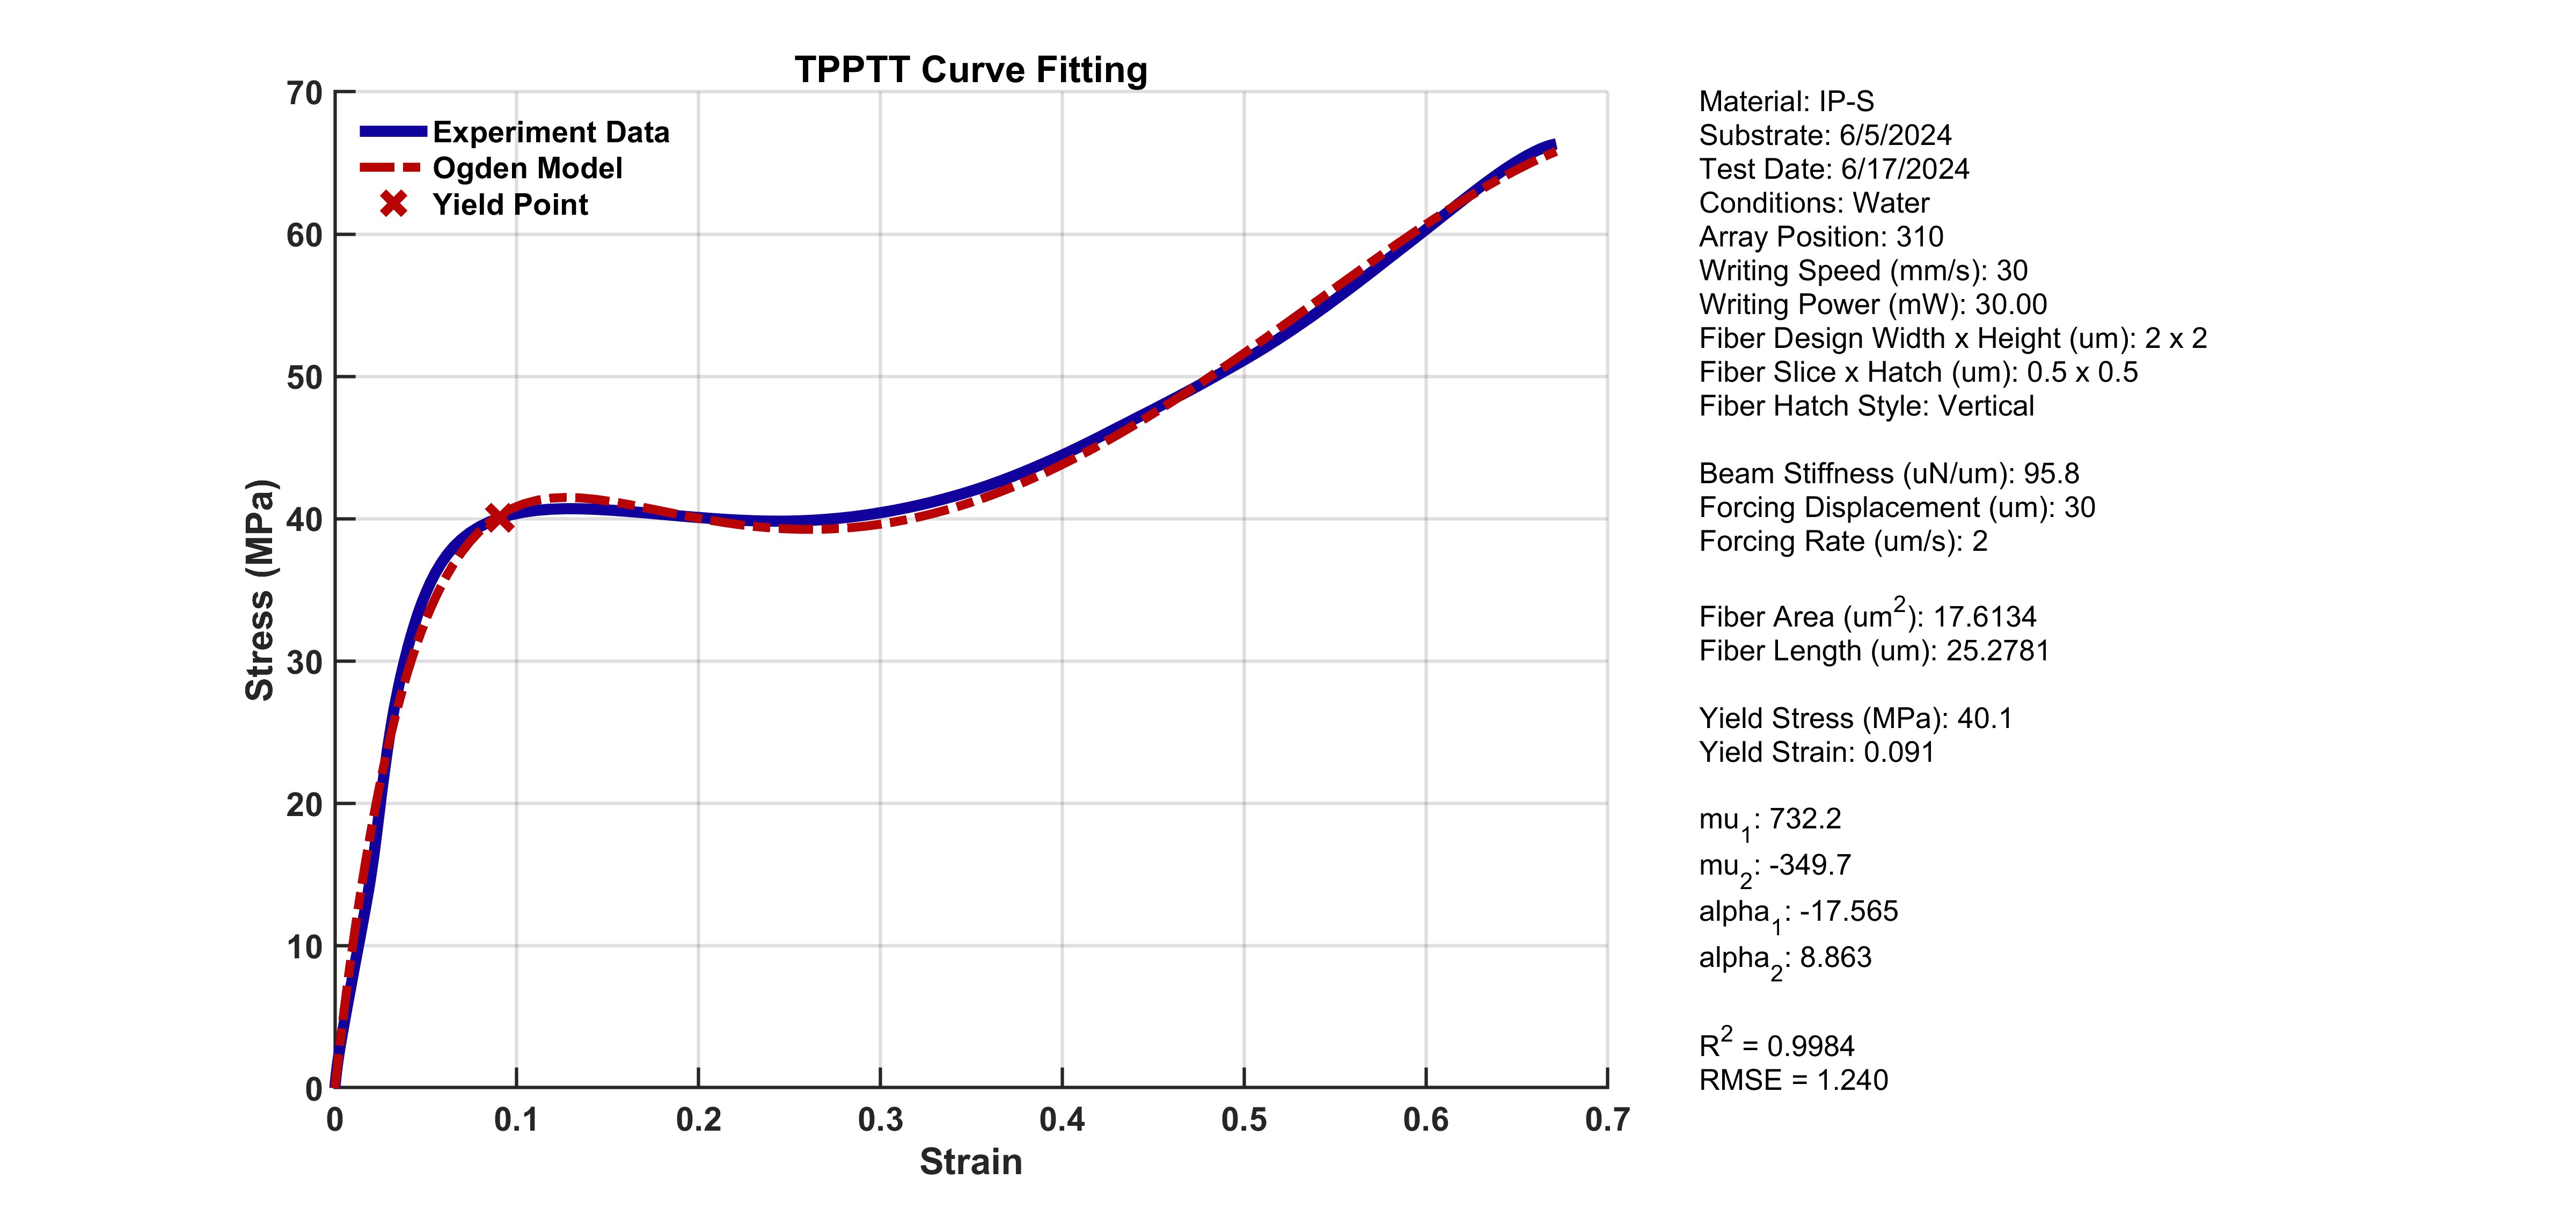 TPPTT Curve Fitting
Experiment Data
Ogden Model
Yield Point
Stress (MPa)
70
60
50
40
30
20
10
0
0 0.1 0.2 0.3 0.4 0.5 0.6 0.7
Strain
Material: IP-S
Substrate: 6/5/2024
Test Date: 6/17/2024
Conditions: Water
Array Position: 310
Writing Speed (mm/s): 30
Writing Power (mW): 30.00
Fiber Design Width x Height (um): 2 x 2
Fiber Slice x Hatch (um): 0.5 x 0.5
Fiber Hatch Style: Vertical
Beam Stiffness (uN/um): 95.8
Forcing Displacement (um): 30
Forcing Rate (um/s): 2
Fiber Area (um²): 17.6134
Fiber Length (um): 25.2781
Yield Stress (MPa): 40.1
Yield Strain: 0.091
mu₁: 732.2
mu₂: -349.7
alpha₁: -17.565
alpha₂: 8.863
R² = 0.9984
RMSE = 1.240